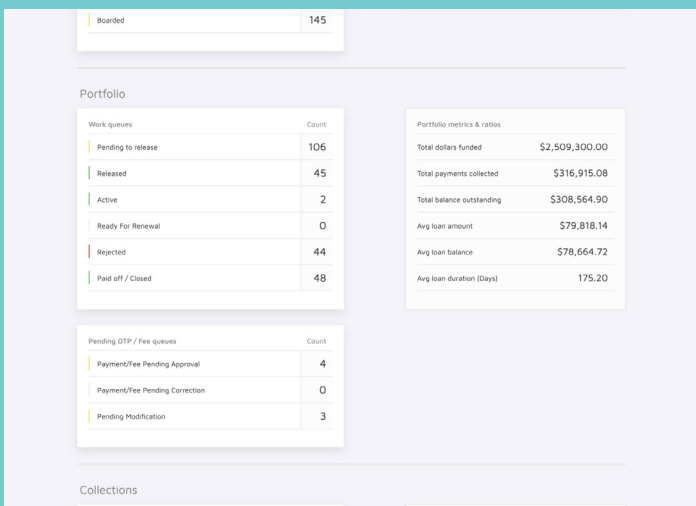 Boarded 145
Portfolio
Work queues Count
Pending to release 106
Released 45
Active 2
Ready For Renewal 0
Rejected 44
Paid off / Closed 48
Portfolio metrics & ratios
Total dollars funded $2,509,300.00
Total payments collected $316,915.08
Total balance outstanding $308,564.90
Avg loan amount $79,818.14
Avg loan balance $78,664.72
Avg loan duration (Days) 175.20
Pending OTP / Fee queues Count
Payment/Fee Pending Approval 4
Payment/Fee Pending Correction 0
Pending Modification 3
Collections